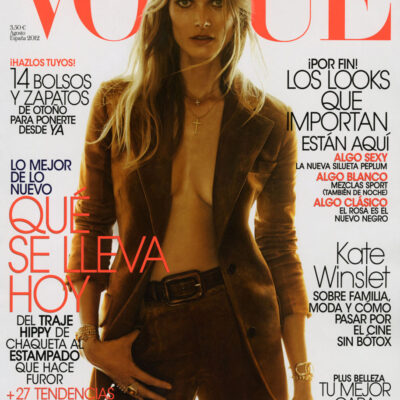 VOGUE
3,50 €
Agosto
España 2012
¡HAZLOS TUYOS!
14 BOLSOS
Y ZAPATOS
DE OTOÑO
PARA PONERTE
DESDE YA
LO MEJOR
DE LO
NUEVO
QUÉ
SE LLEVA
HOY
DEL TRAJE
HIPPY DE
CHAQUETA AL
ESTAMPADO
QUE HACE
FUROR
+27 TENDENCIAS
¡POR FIN!
LOS LOOKS
QUE
IMPORTAN
ESTÁN AQUÍ
ALGO SEXY
LA NUEVA SILUETA PEPLUM
ALGO BLANCO
MEZCLAS SPORT
(TAMBIÉN DE NOCHE)
ALGO CLÁSICO
EL ROSA ES EL
NUEVO NEGRO
Kate
Winslet
SOBRE FAMILIA,
MODA Y CÓMO
PASAR POR
EL CINE
SIN BÓTOX
PLUS BELLEZA
TU MEJOR
CARA